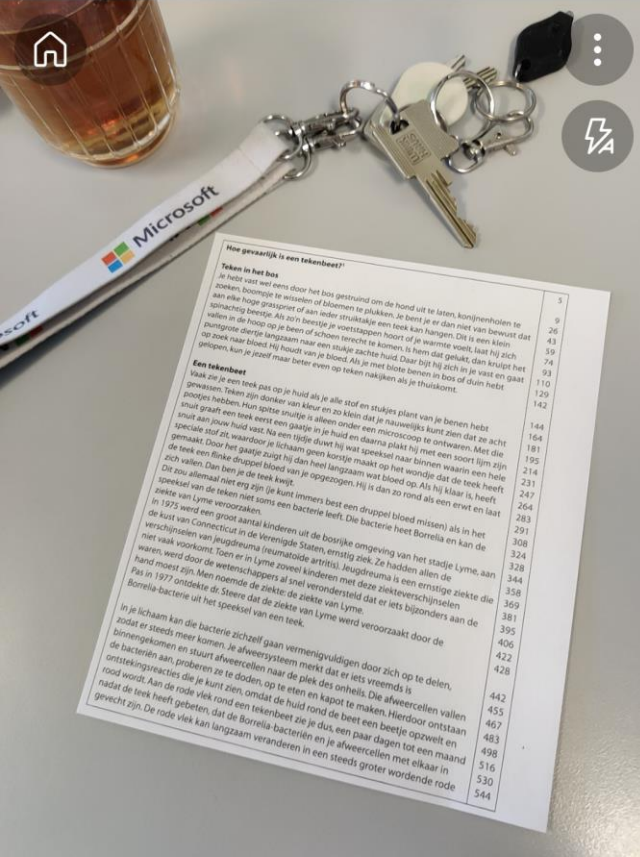 Microsoft
soft
Hoe gevaarlijk is een tekenbeet?¹
5
Teken in het bos
9
Je hebt vast wel eens door het bos gestruind om de hond uit te laten, konijnenholen te
26
zoeken, boompje te wisselen of bloemen te plukken. Je bent je er dan niet van bewust dat
43
aan elke hoge grasspriet of aan ieder struiktakje een teek kan hangen. Dit is een klein
59
spinachtig beestje. Als zo'n beestje je voetstappen hoort of je warmte voelt, laat hij zich
74
vallen in de hoop op je been of schoen terecht te komen. Is hem dat gelukt, dan kruipt het
93
puntgrote diertje langzaam naar een stukje zachte huid. Daar bijt hij zich in je vast en gaat
110
op zoek naar bloed. Hij houdt van je bloed. Als je met blote benen in bos of duin hebt
129
gelopen, kun je jezelf maar beter even op teken nakijken als je thuiskomt.
142
Een tekenbeet
144
Vaak zie je een teek pas op je huid als je alle stof en stukjes plant van je benen hebt
164
gewassen. Teken zijn donker van kleur en zo klein dat je nauwelijks kunt zien dat ze acht
181
pootjes hebben. Hun spitse snuitje is alleen onder een microscoop te ontwaren. Met die
195
snuit graaft een teek eerst een gaatje in je huid en daarna plakt hij met een soort lijm zijn
214
snuit aan jouw huid vast. Na een tijdje duwt hij wat speeksel naar binnen waarin een hele
231
speciale stof zit, waardoor je lichaam geen korstje maakt op het wondje dat de teek heeft
247
gemaakt. Door het gaatje zuigt hij dan heel langzaam wat bloed op. Als hij klaar is, heeft
264
de teek een flinke druppel bloed van je opgezogen. Hij is dan zo rond als een erwt en laat
283
zich vallen. Dan ben je de teek kwijt.
291
Dit zou allemaal niet erg zijn (je kunt immers best een druppel bloed missen) als in het
308
speeksel van de teken niet soms een bacterie leeft. Die bacterie heet Borrelia en kan de
324
ziekte van Lyme veroorzaken.
328
In 1975 werd een groot aantal kinderen uit de bosrijke omgeving van het stadje Lyme, aan
344
de kust van Connecticut in de Verenigde Staten, ernstig ziek. Ze hadden allen de
358
verschijnselen van jeugdreuma (reumatoïde artritis). Jeugdreuma is een ernstige ziekte die
369
niet vaak voorkomt. Toen er in Lyme zoveel kinderen met deze ziekteverschijnselen
381
waren, werd door de wetenschappers al snel verondersteld dat er iets bijzonders aan de
395
hand moest zijn. Men noemde de ziekte: de ziekte van Lyme.
406
Pas in 1977 ontdekte dr. Steere dat de ziekte van Lyme werd veroorzaakt door de
422
Borrelia-bacterie uit het speeksel van een teek.
428
In je lichaam kan die bacterie zichzelf gaan vermenigvuldigen door zich op te delen,
442
zodat er steeds meer komen. Je afweersysteem merkt dat er iets vreemds is
455
binnengekomen en stuurt afweercellen naar de plek des onheils. Die afweercellen vallen
467
de bacteriën aan, proberen ze te doden, op te eten en kapot te maken. Hierdoor ontstaan
483
ontstekingsreacties die je kunt zien, omdat de huid rond de beet een beetje opzwelt en
498
rood wordt. Aan de rode vlek rond een tekenbeet zie je dus, een paar dagen tot een maand
516
nadat de teek heeft gebeten, dat de Borrelia-bacteriën en je afweercellen met elkaar in
530
gevecht zijn. De rode vlek kan langzaam veranderen in een steeds groter wordende rode
544